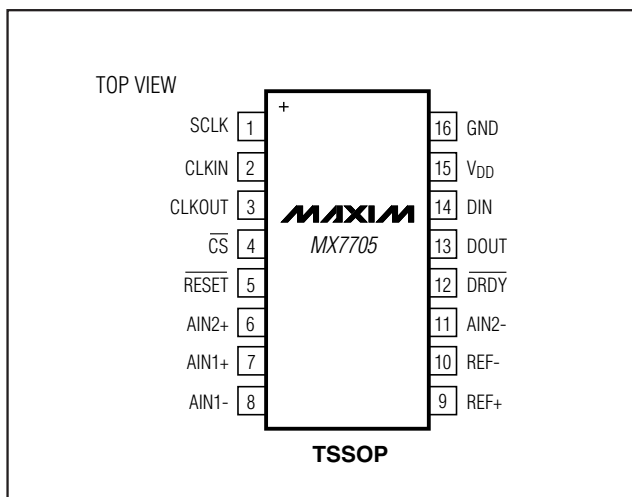 TOP VIEW
+
SCLK 1
CLKIN 2
CLKOUT 3
CS 4
RESET 5
AIN2+ 6
AIN1+ 7
AIN1- 8
MAXIM
MX7705
16 GND
15 VDD
14 DIN
13 DOUT
12 DRDY
11 AIN2-
10 REF-
9 REF+
TSSOP